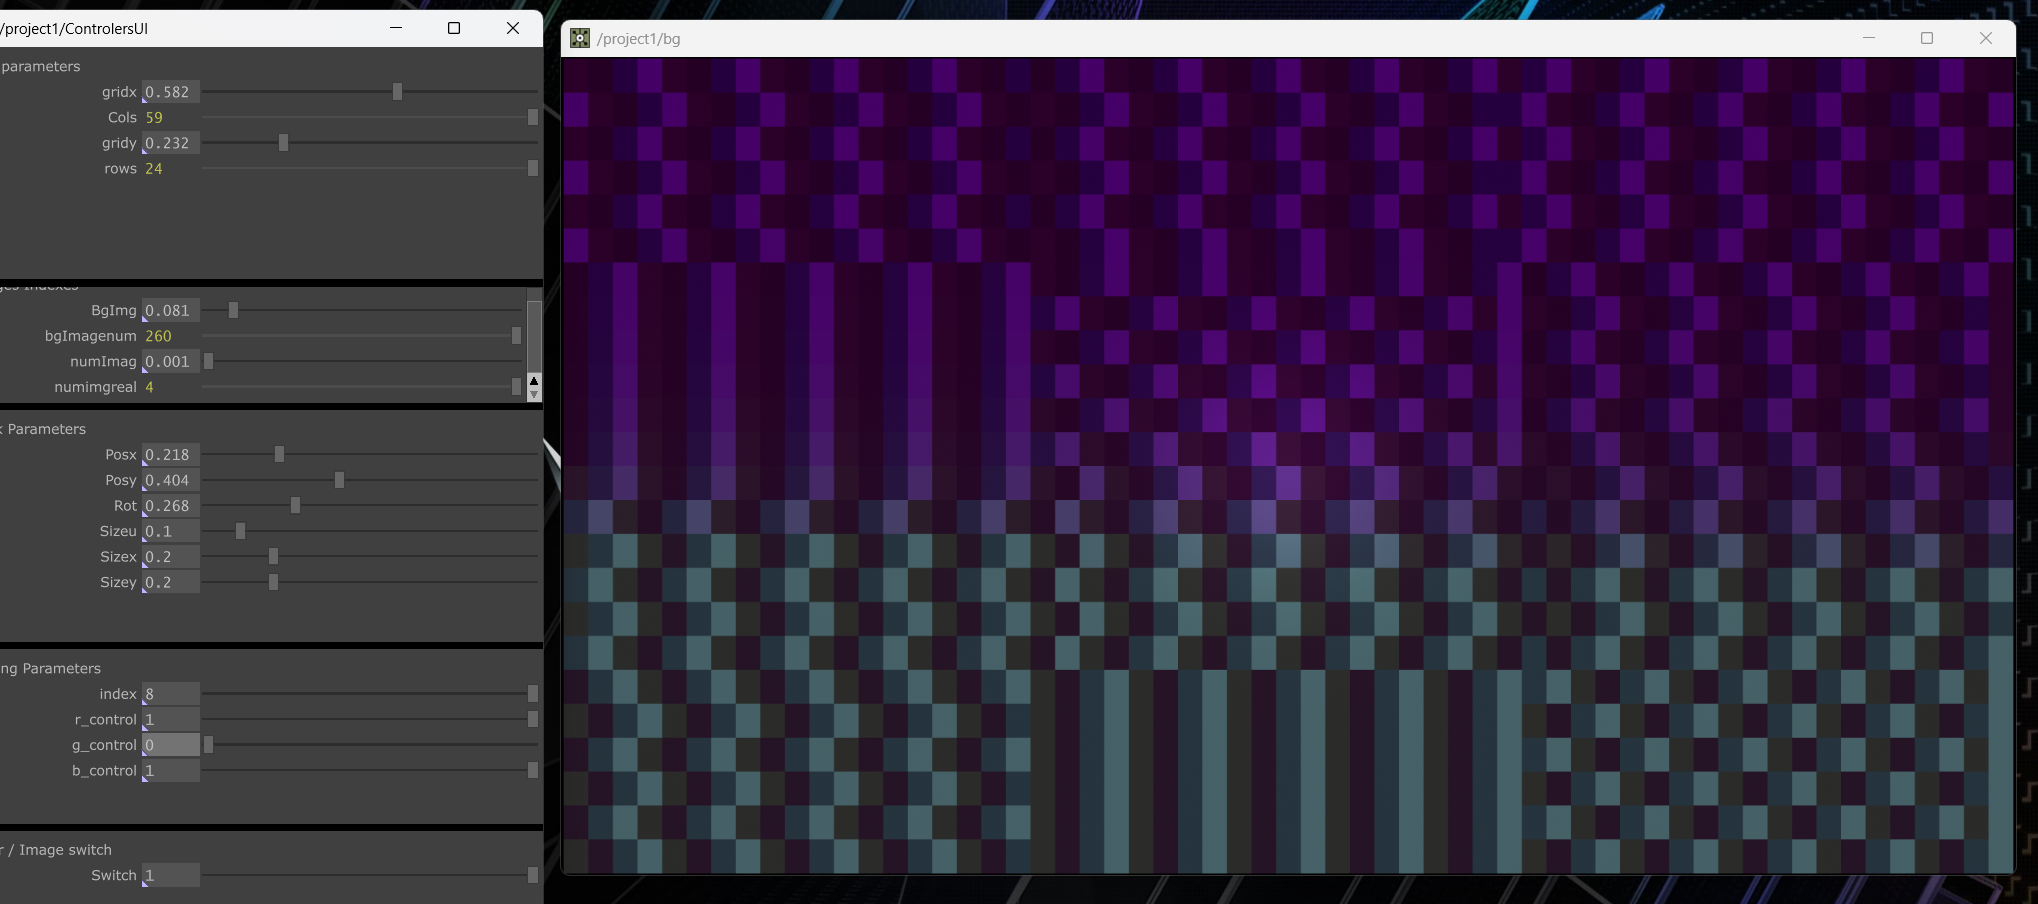 /project1/ControlersUI
parameters
gridx 0.582
Cols 59
gridy 0.232
rows 24
ges Indexes
BgImg 0.081
bgImagenum 260
numImag 0.001
numimgreal 4
Parameters
Posx 0.218
Posy 0.404
Rot 0.268
Sizeu 0.1
Sizex 0.2
Sizey 0.2
ng Parameters
index 8
r_control 1
g_control 0
b_control 1
r / Image switch
Switch 1
/project1/bg